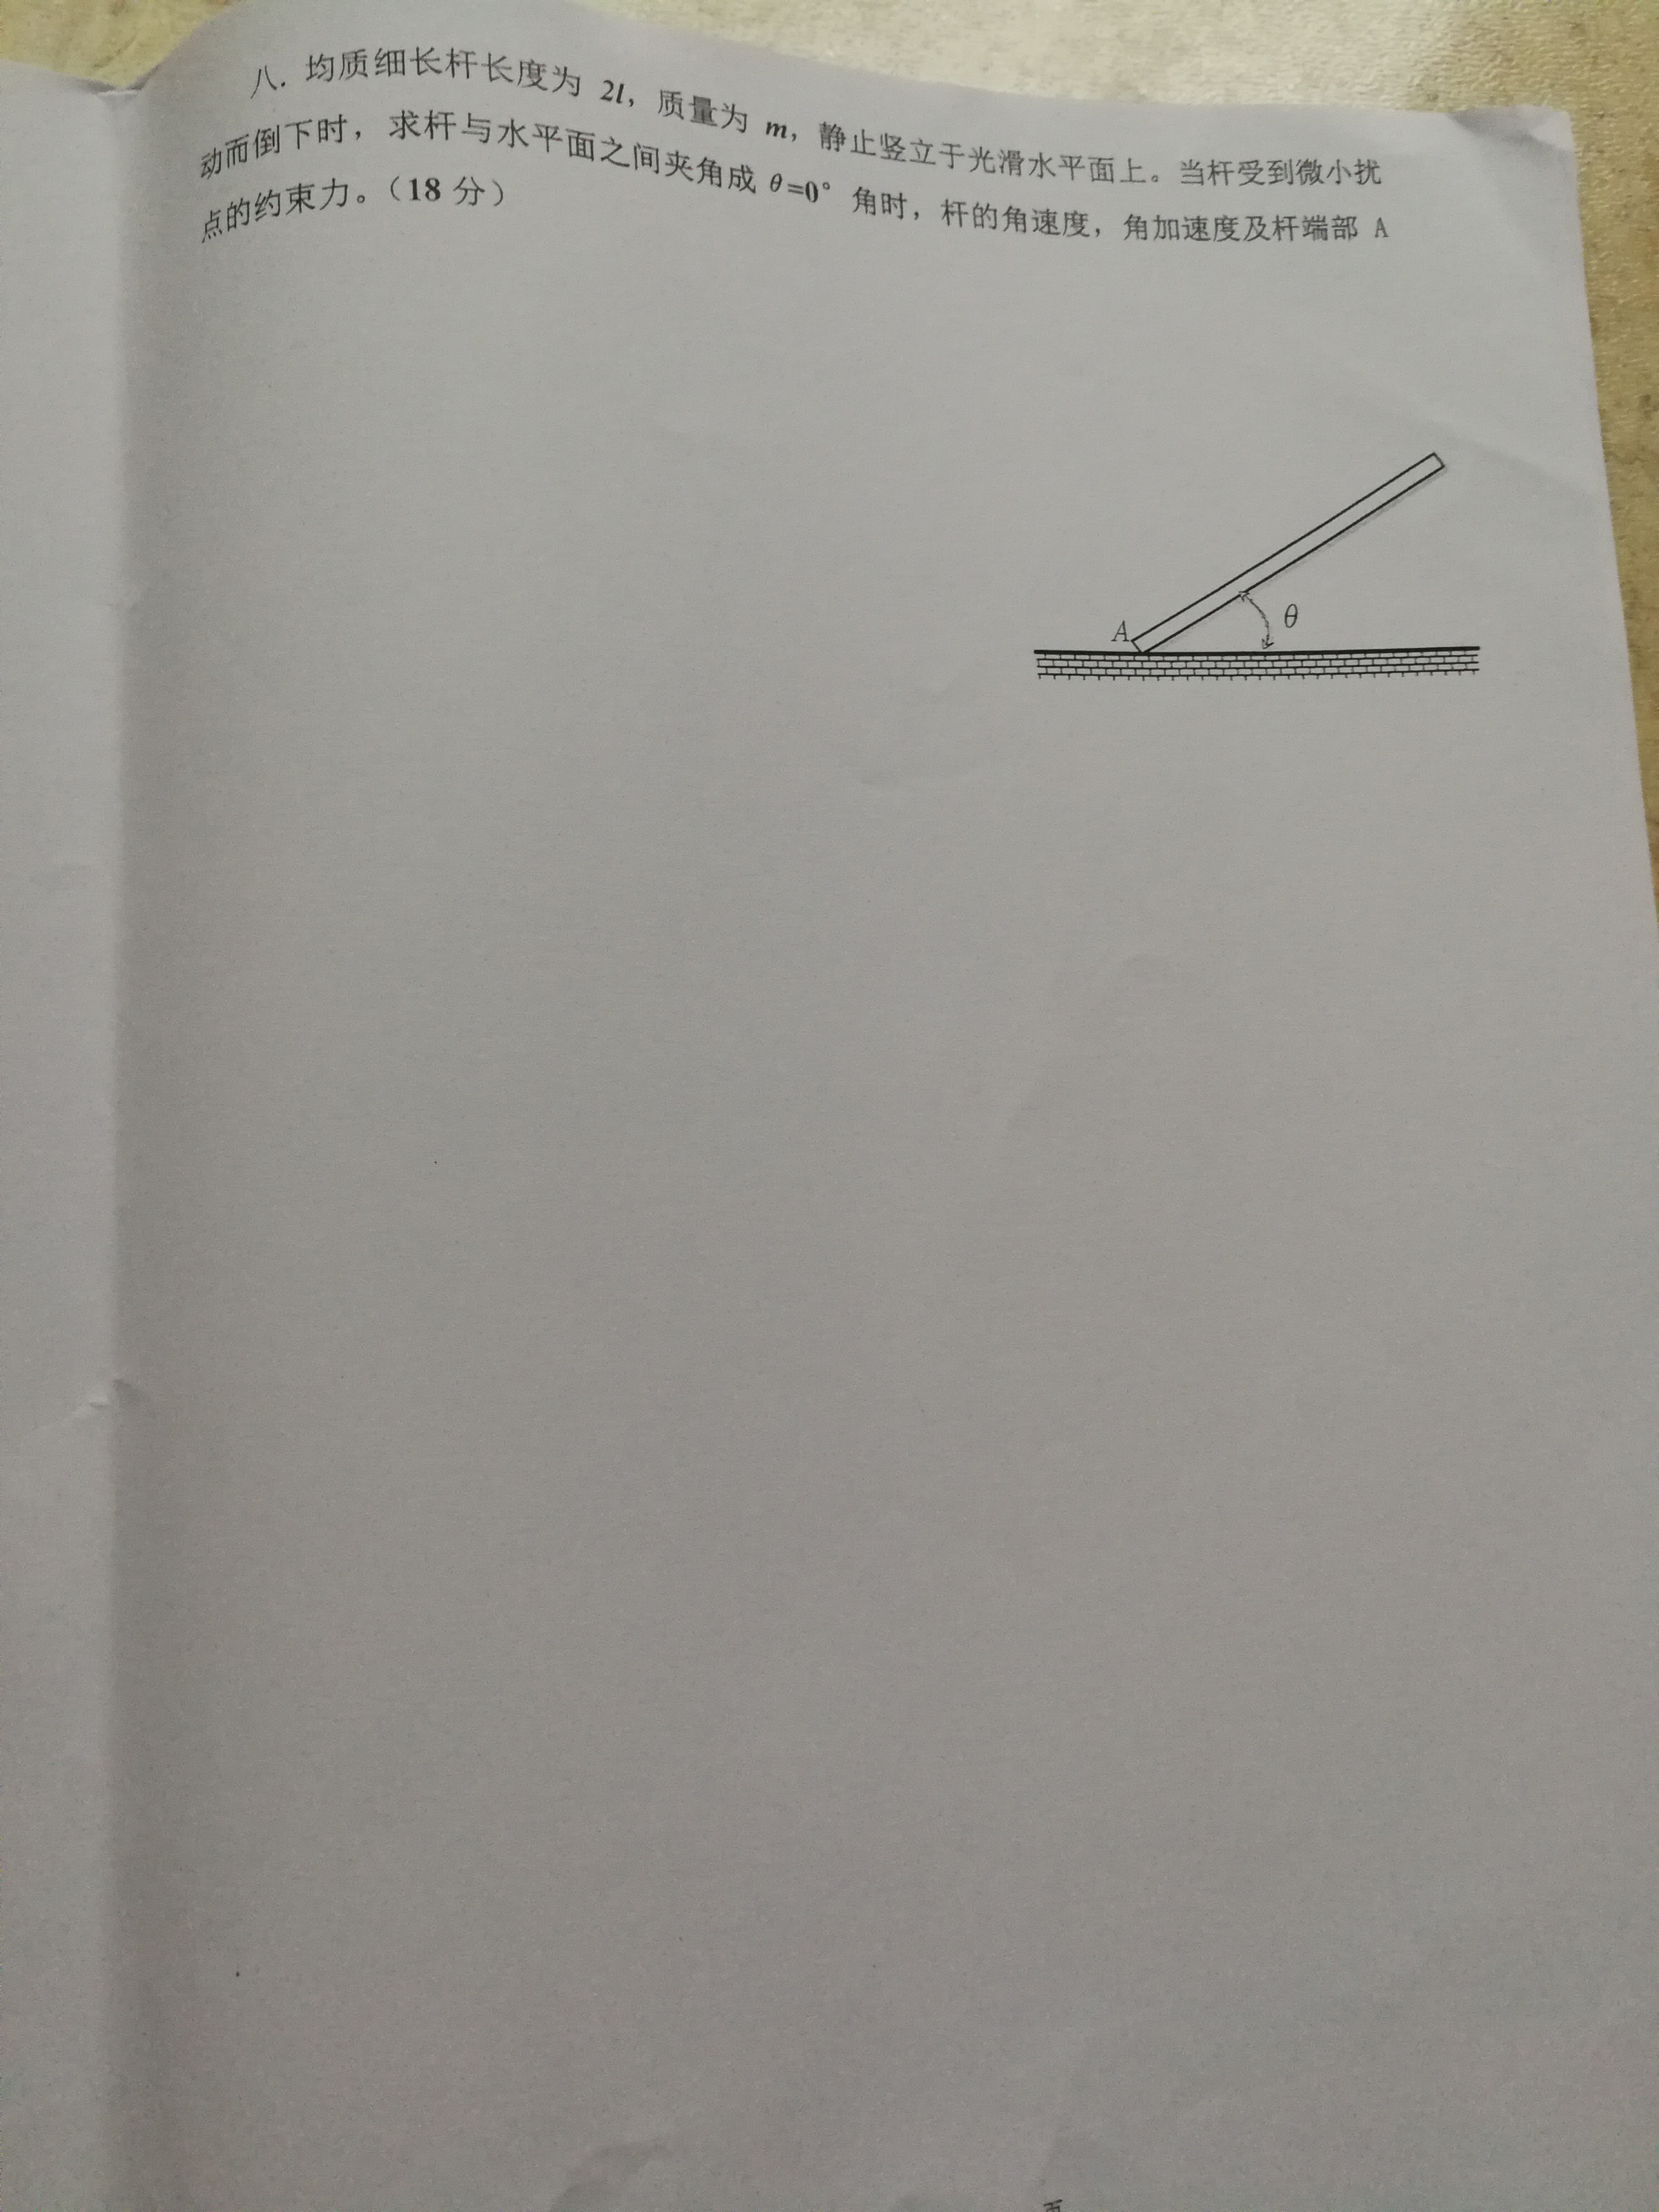 八. 均质细长杆长度为 2l, 质量为 m, 静止竖立于光滑水平面上。当杆受到微小扰
动而倒下时, 求杆与水平面之间夹角成 θ=0° 角时, 杆的角速度, 角加速度及杆端部 A
点的约束力。(18 分)
A
θ